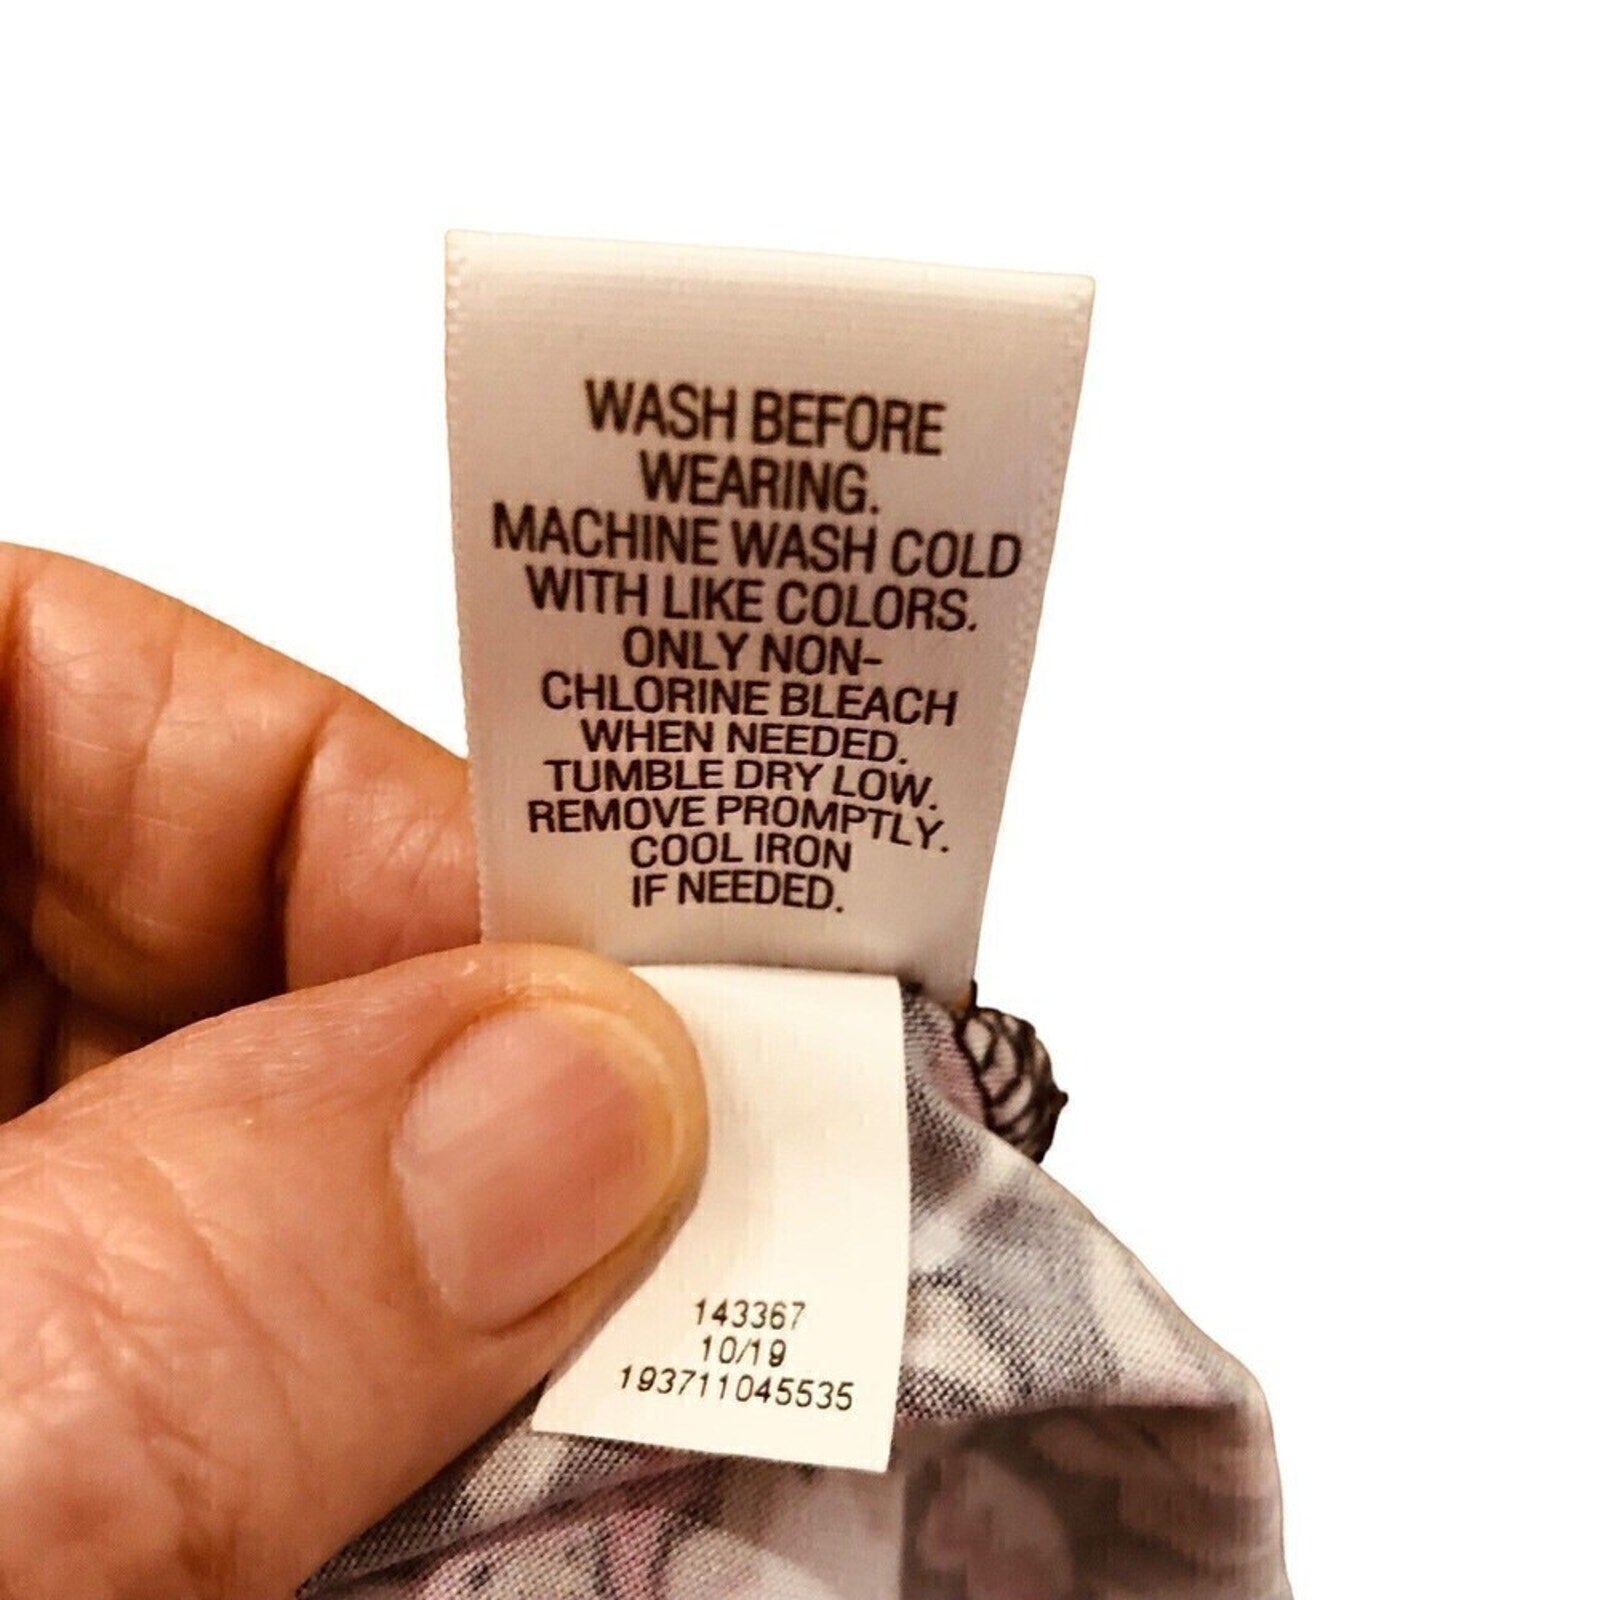 WASH BEFORE
WEARING.
MACHINE WASH COLD
WITH LIKE COLORS.
ONLY NON-
CHLORINE BLEACH
WHEN NEEDED.
TUMBLE DRY LOW.
REMOVE PROMPTLY.
COOL IRON
IF NEEDED.
143367
10/19
193711045535